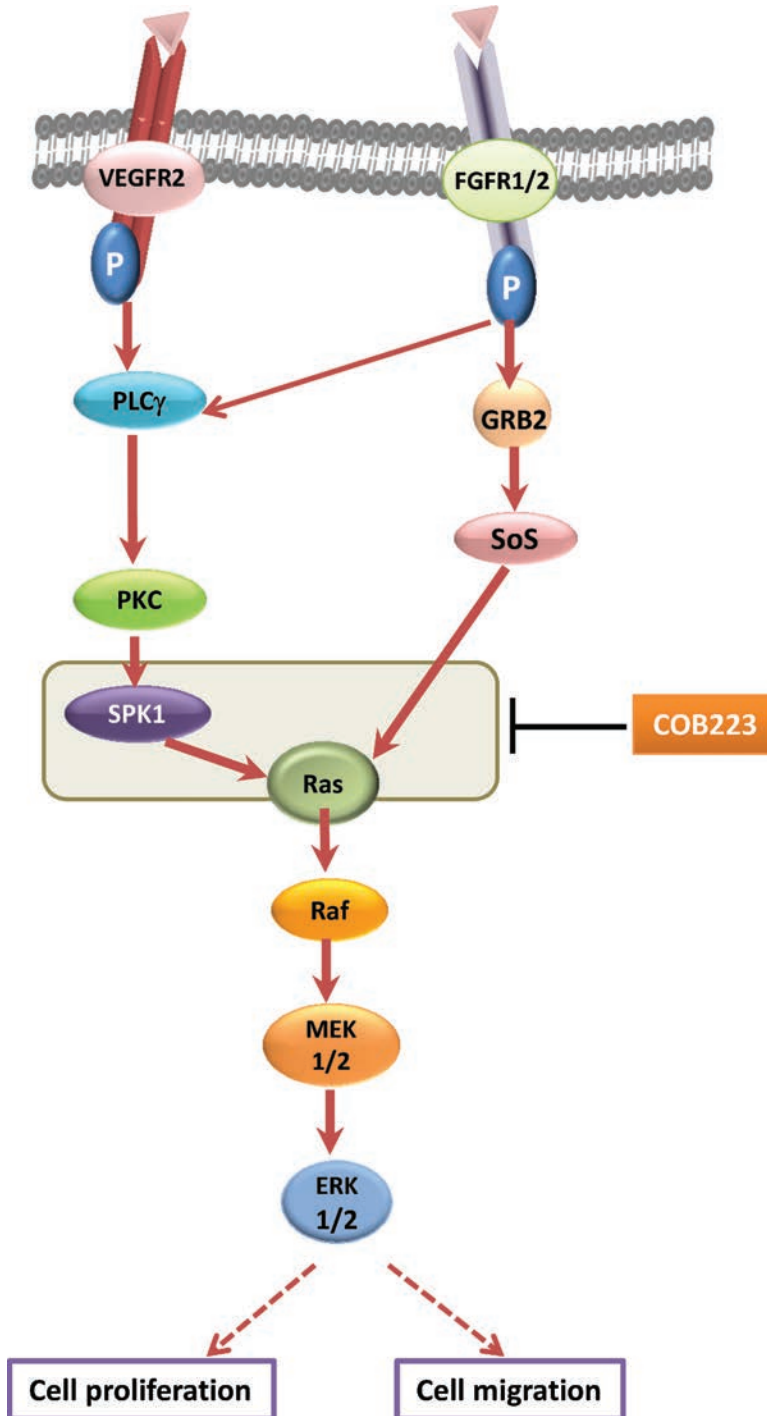 VEGFR2
FGFR1/2
P
P
PLCγ
GRB2
SoS
PKC
SPK1
COB223
Ras
Raf
MEK
1/2
ERK
1/2
Cell proliferation
Cell migration